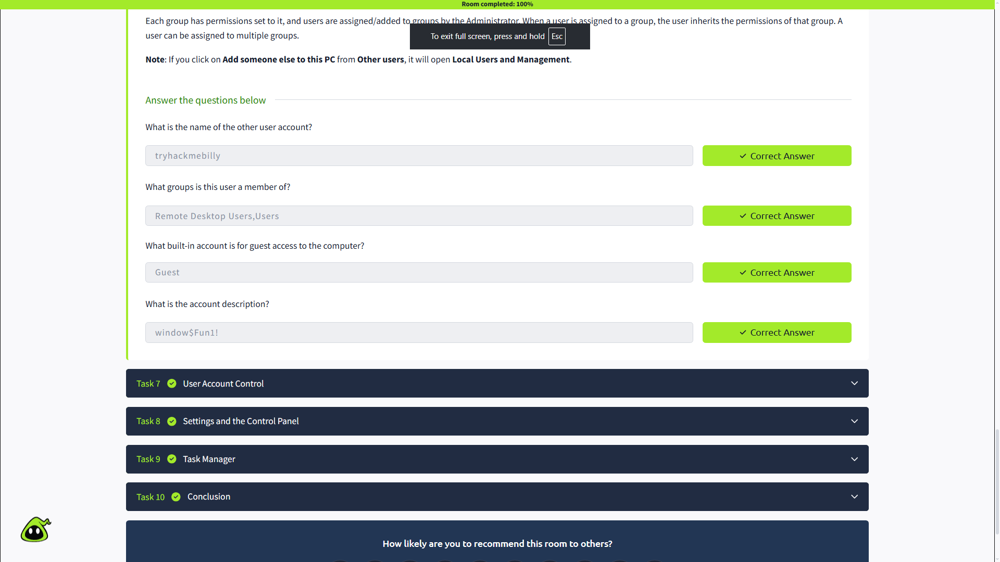 Room completed: 100%
Each group has permissions set to it, and users are assigned/added to groups by the Administrator. When a user is assigned to a group, the user inherits the permissions of that group. A
user can be assigned to multiple groups.
To exit full screen, press and hold Esc
Note: If you click on Add someone else to this PC from Other users, it will open Local Users and Management.
Answer the questions below
What is the name of the other user account?
tryhackmebilly
Correct Answer
What groups is this user a member of?
Remote Desktop Users,Users
Correct Answer
What built-in account is for guest access to the computer?
Guest
Correct Answer
What is the account description?
window$Fun1!
Correct Answer
Task 7 User Account Control
Task 8 Settings and the Control Panel
Task 9 Task Manager
Task 10 Conclusion
How likely are you to recommend this room to others?